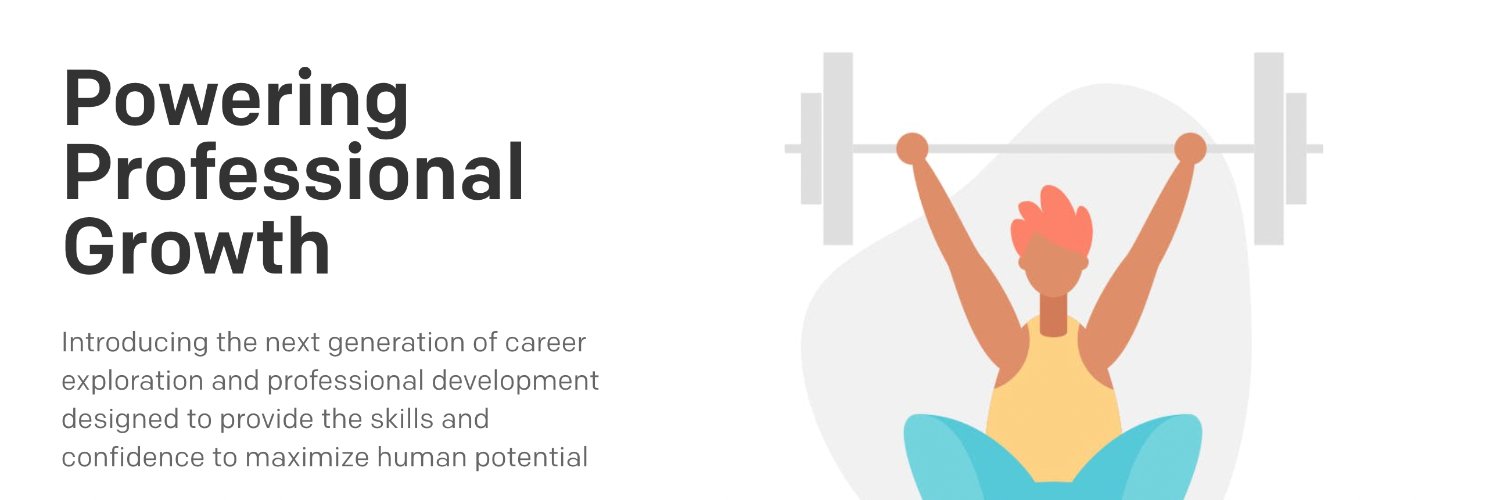 Powering
Professional
Growth
Introducing the next generation of career
exploration and professional development
designed to provide the skills and
confidence to maximize human potential